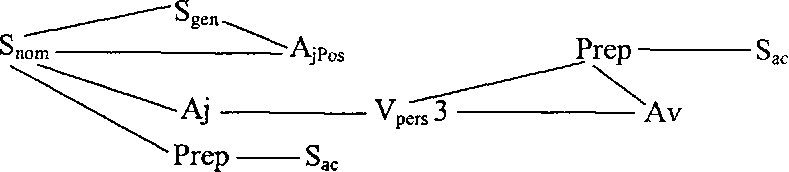 S_gen
S_nom A_jPos Prep S_ac
Aj V_pers 3 Av
Prep S_ac